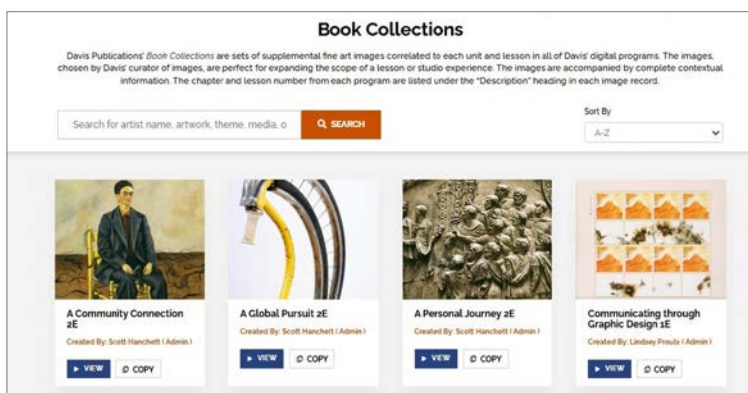 Book Collections
Davis Publications' Book Collections are sets of supplemental fine art images correlated to each unit and lesson in all of Davis' digital programs. The images,
chosen by Davis' curator of images, are perfect for expanding the scope of a lesson or studio experience. The images are accompanied by complete contextual
information. The chapter and lesson number from each program are listed under the "Description" heading in each image record.
Search for artist name, artwork, theme, media, o
SEARCH
Sort By
A-Z
A Community Connection
2E
Created By: Scott Hanchett ( Admin )
VIEW
COPY
A Global Pursuit 2E
Created By: Scott Hanchett ( Admin )
VIEW
COPY
A Personal Journey 2E
Created By: Scott Hanchett ( Admin )
VIEW
COPY
Communicating through
Graphic Design 1E
Created By: Lindsey Proulx ( Admin )
VIEW
COPY